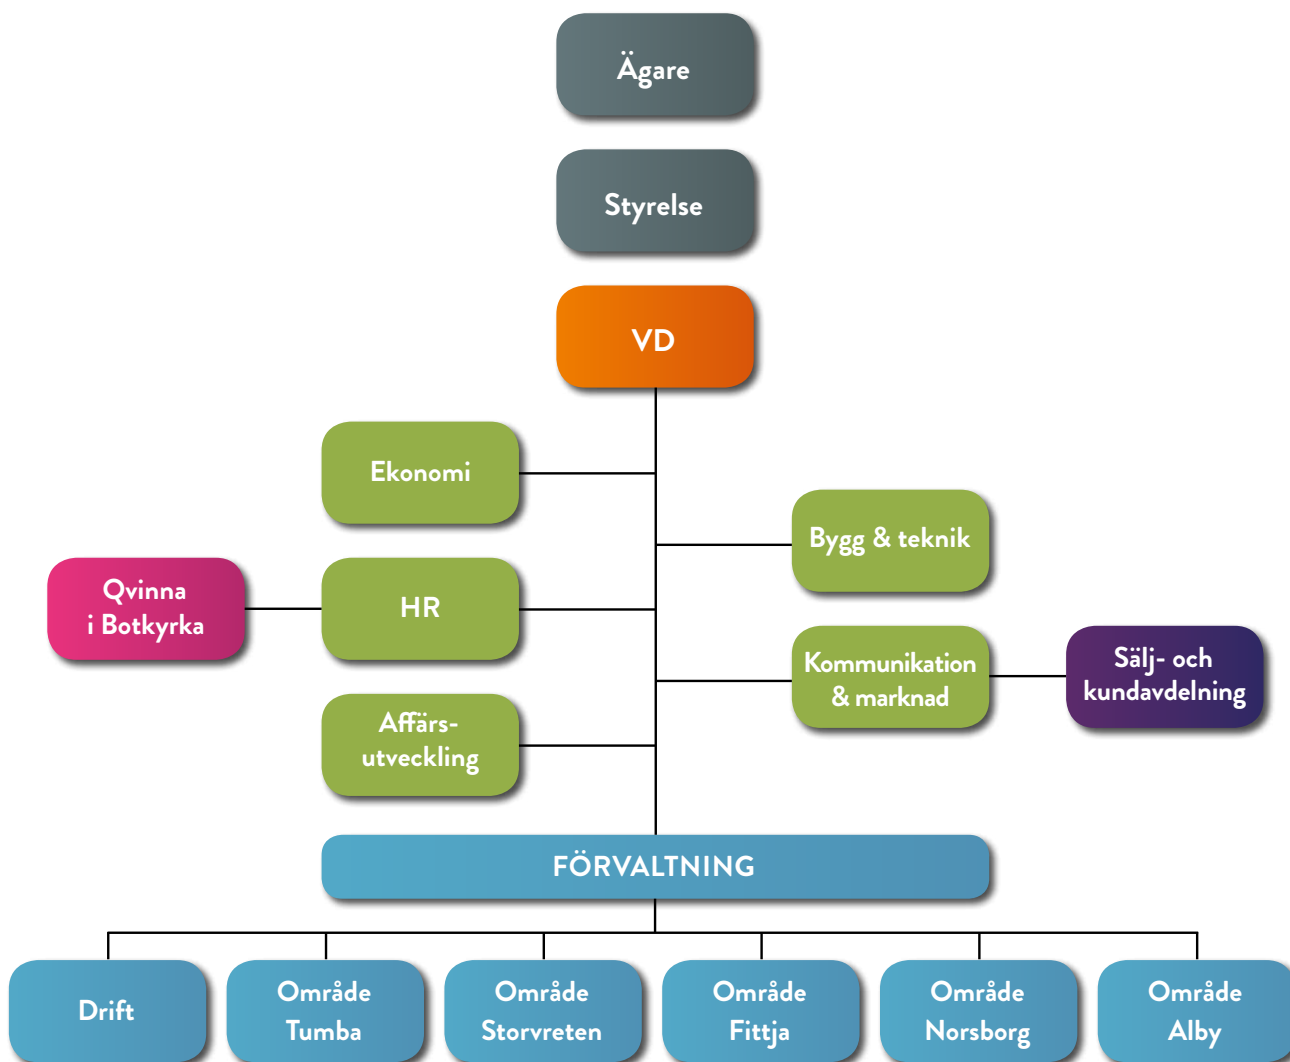 Ägare
Styrelse
VD
Ekonomi
Bygg & teknik
Qvinna
i Botkyrka
HR
Kommunikation
& marknad
Sälj- och
kundavdelning
Affärs-
utveckling
FÖRVALTNING
Drift
Område
Tumba
Område
Storvreten
Område
Fittja
Område
Norsborg
Område
Alby